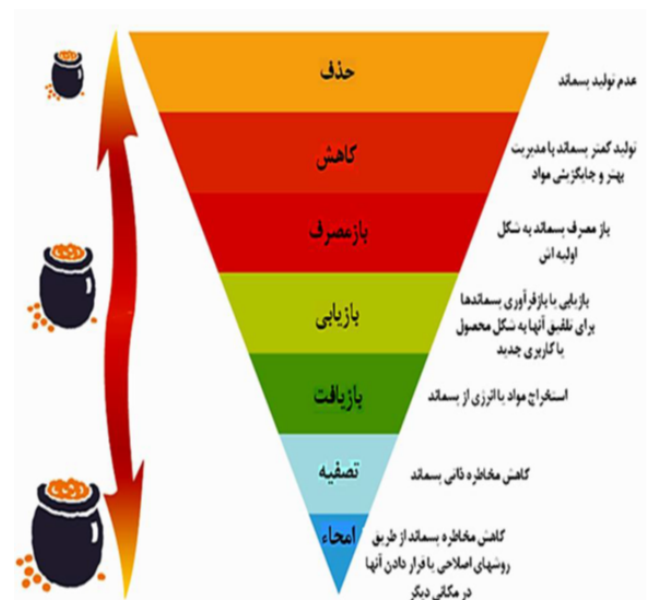 حذف
عدم تولید پسماند
کاهش
تولید کمتر پسماند با مدیریت
بهتر و جایگزینی مواد
بازمصرف
باز مصرف پسماند به شکل
اولیه اش
بازیابی
بازیابی یا بازفرآوری پسماندها
برای تلفیق آنها به شکل محصول
با کاربری جدید
بازیافت
استخراج مواد یا انرژی از پسماند
تصفیه
کاهش مخاطره ذاتی پسماند
امحاء
کاهش مخاطره پسماند از طریق
روشهای اصلاحی یا قرار دادن آنها
در مکانی دیگر